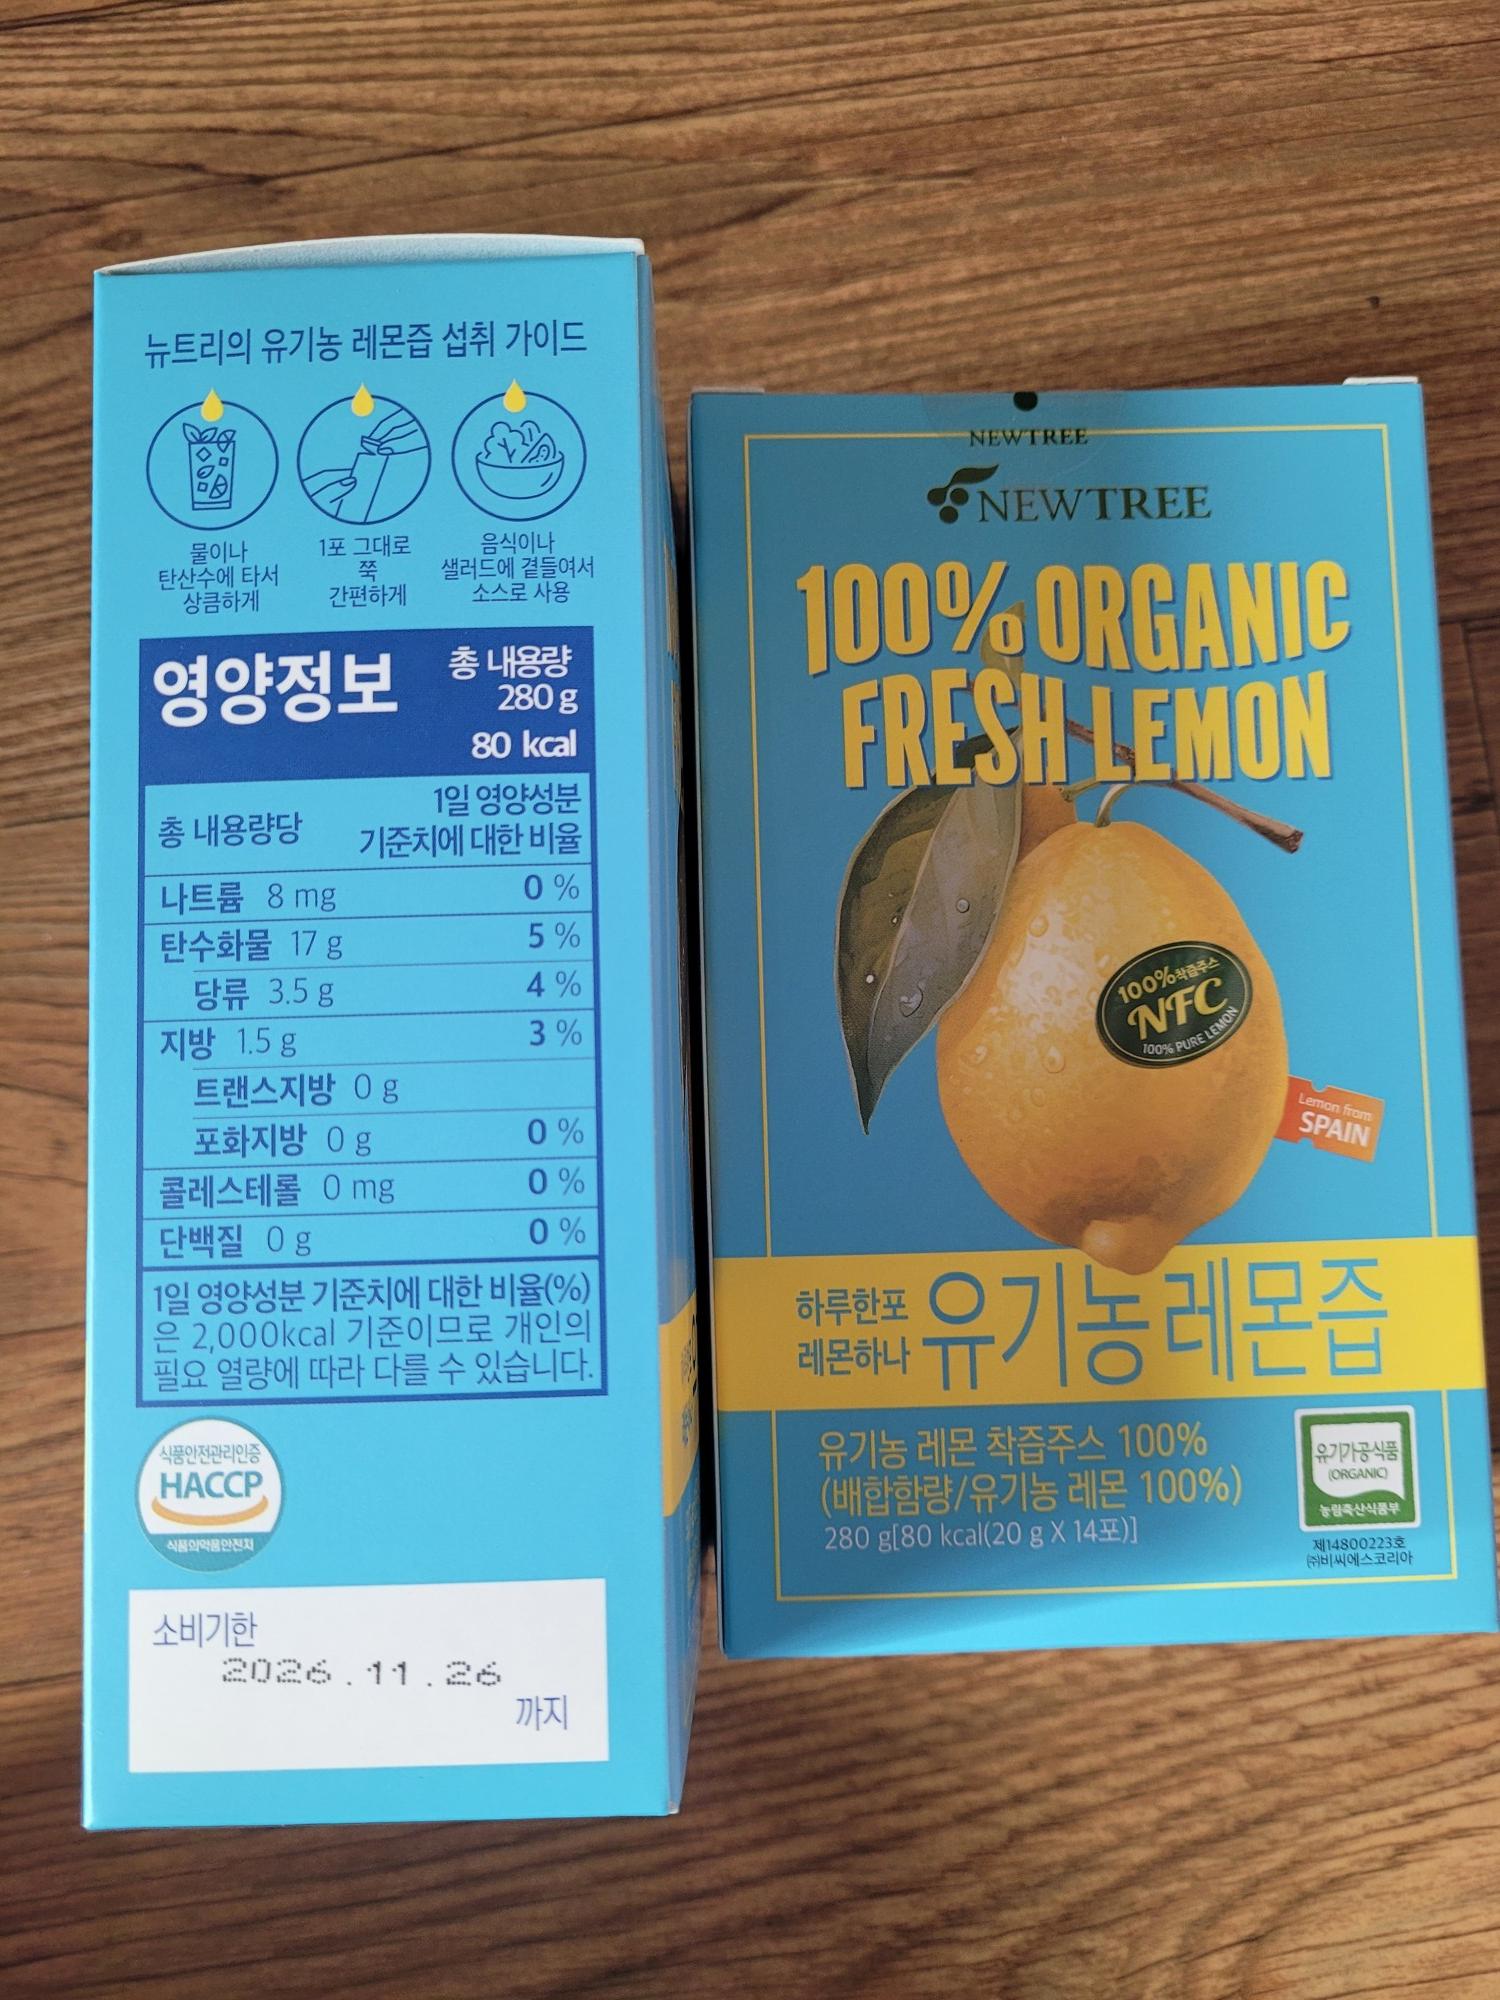 뉴트리의 유기농 레몬즙 섭취 가이드
물이나
탄산수에 타서
상큼하게
1포 그대로
쭉
간편하게
음식이나
샐러드에 곁들여서
소스로 사용
영양정보
총 내용량
280 g
80 kcal
총 내용량당
1일 영양성분
기준치에 대한 비율
나트륨 8 mg 0 %
탄수화물 17 g 5 %
당류 3.5 g 4 %
지방 1.5 g 3 %
트랜스지방 0 g
포화지방 0 g 0 %
콜레스테롤 0 mg 0 %
단백질 0 g 0 %
1일 영양성분 기준치에 대한 비율(%)
은 2,000kcal 기준이므로 개인의
필요 열량에 따라 다를 수 있습니다.
식품안전관리인증
HACCP
식품의약품안전처
소비기한
2026.11.26
까지
NEWTREE
NEWTREE
100% ORGANIC
FRESH LEMON
100%착즙주스
NFC
100% PURE LEMON
Lemon from
SPAIN
하루한포
레몬하나
유기농레몬즙
유기농 레몬 착즙주스 100%
(배합함량/유기농 레몬 100%)
280 g[80 kcal(20 g X 14포)]
유기가공식품
(ORGANIC)
농림축산식품부
제14800223호
㈜비씨에스코리아